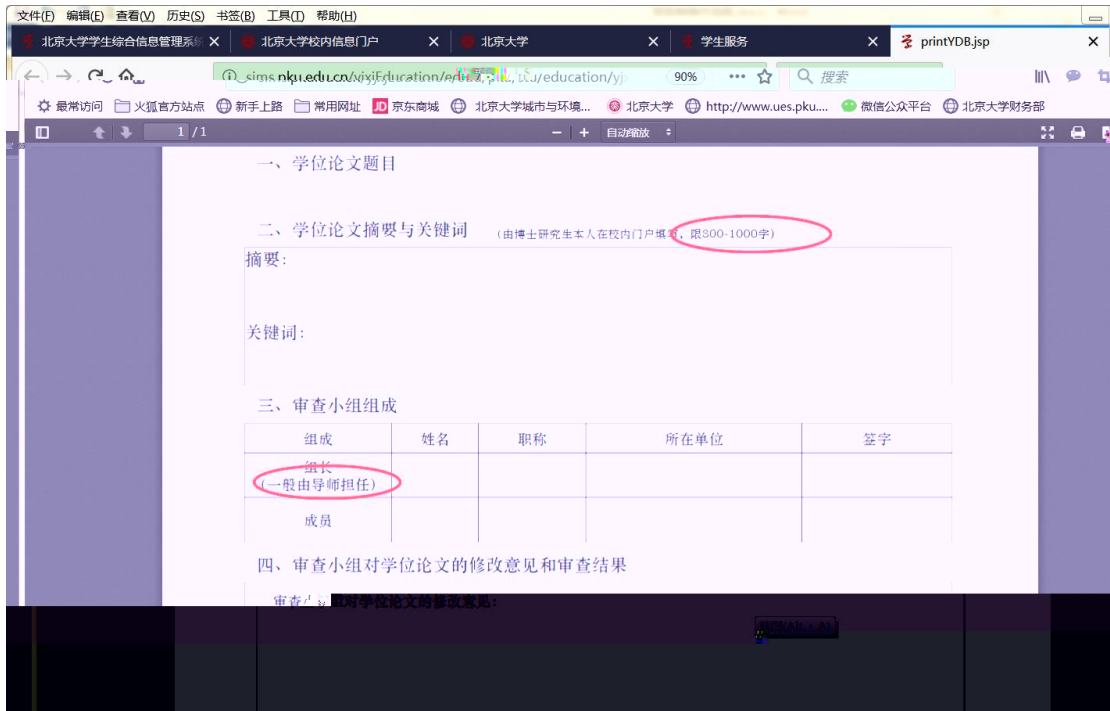 文件(F) 编辑(E) 查看(V) 历史(S) 书签(B) 工具(T) 帮助(H)
北京大学学生综合信息管理系统 北京大学校内信息门户 北京大学 学生服务 printYDB.jsp
90% 搜索
最常访问 火狐官方站点 新手上路 常用网址 JD 京东商城 北京大学城市与环境... 北京大学 http://www.ues.pku.... 微信公众平台 北京大学财务部
1 / 1 自动缩放
一、学位论文题目
二、学位论文摘要与关键词 (由博士研究生本人在校内门户填写，限800-1000字)
摘要:
关键词:
三、审查小组组成
组成 姓名 职称 所在单位 签字
组长
(一般由导师担任)
成员
四、审查小组对学位论文的修改意见和审查结果
审查小组对学位论文的修改意见: